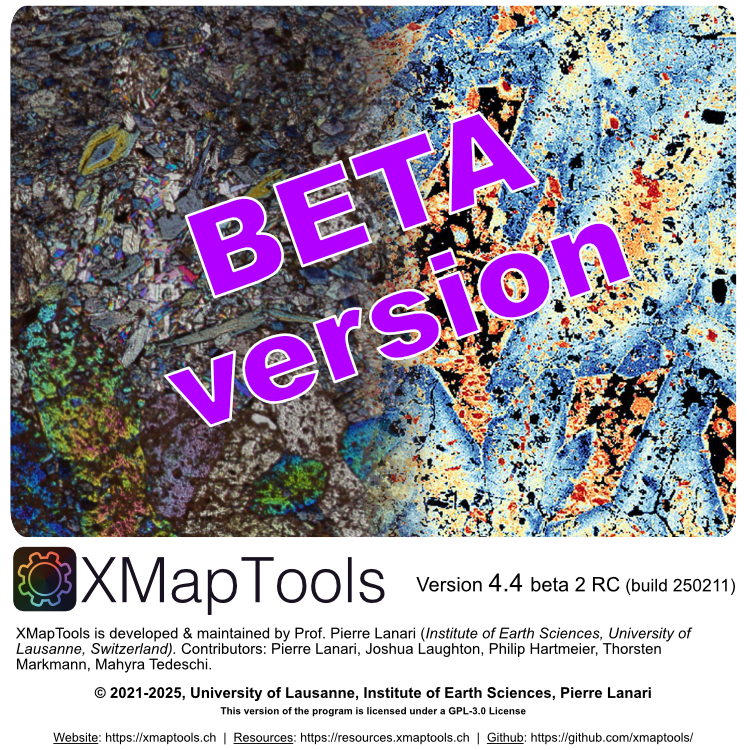 BETA
version
XMapTools
Version 4.4 beta 2 RC (build 250211)
XMapTools is developed & maintained by Prof. Pierre Lanari (Institute of Earth Sciences, University of
Lausanne, Switzerland). Contributors: Pierre Lanari, Joshua Laughton, Philip Hartmeier, Thorsten
Markmann, Mahyra Tedeschi.
© 2021-2025, University of Lausanne, Institute of Earth Sciences, Pierre Lanari
This version of the program is licensed under a GPL-3.0 License
Website: https://xmaptools.ch | Resources: https://resources.xmaptools.ch | Github: https://github.com/xmaptools/